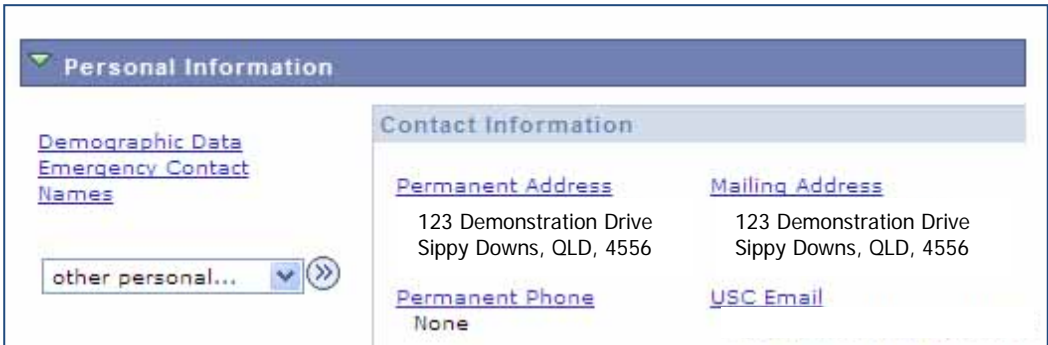 Personal Information
Demographic Data
Emergency Contact
Names
other personal...
Contact Information
Permanent Address
123 Demonstration Drive
Sippy Downs, QLD, 4556
Mailing Address
123 Demonstration Drive
Sippy Downs, QLD, 4556
Permanent Phone
None
USC Email